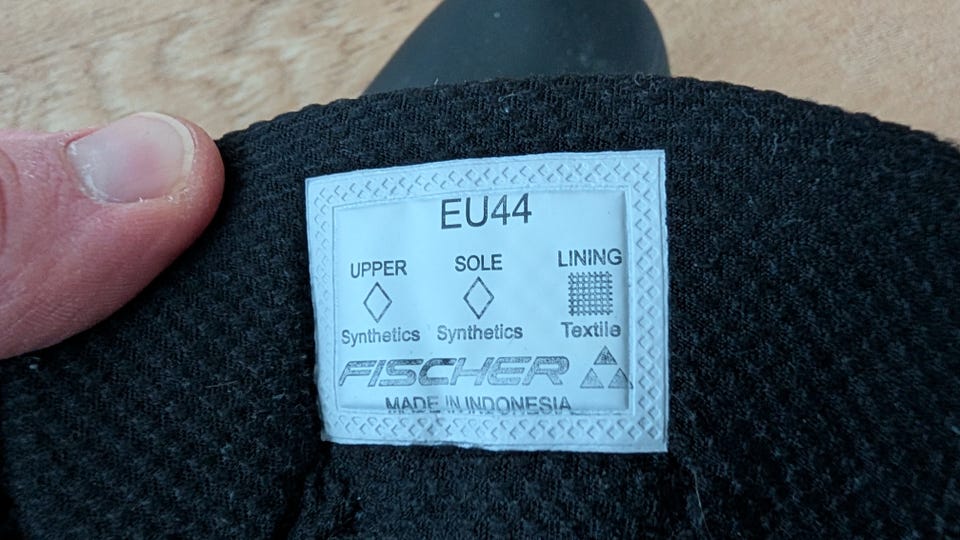 EU44
UPPER SOLE LINING
Synthetics Synthetics Textile
FISCHER
MADE IN INDONESIA